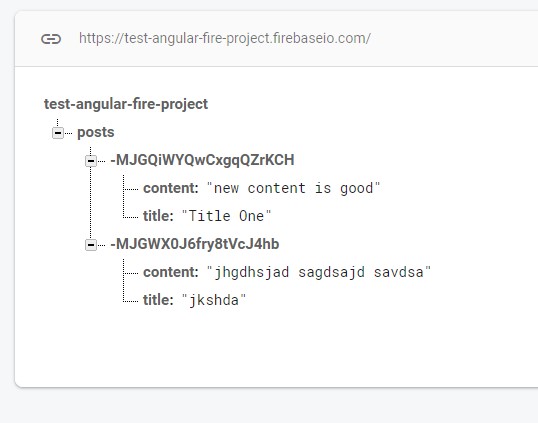 https://test-angular-fire-project.firebaseio.com/
test-angular-fire-project
posts
-MJGQiWYQwCxgqQZrKCH
content: "new content is good"
title: "Title One"
-MJGWX0J6fry8tVcJ4hb
content: "jhgdhsjad sagdsajd savdsa"
title: "jkshda"